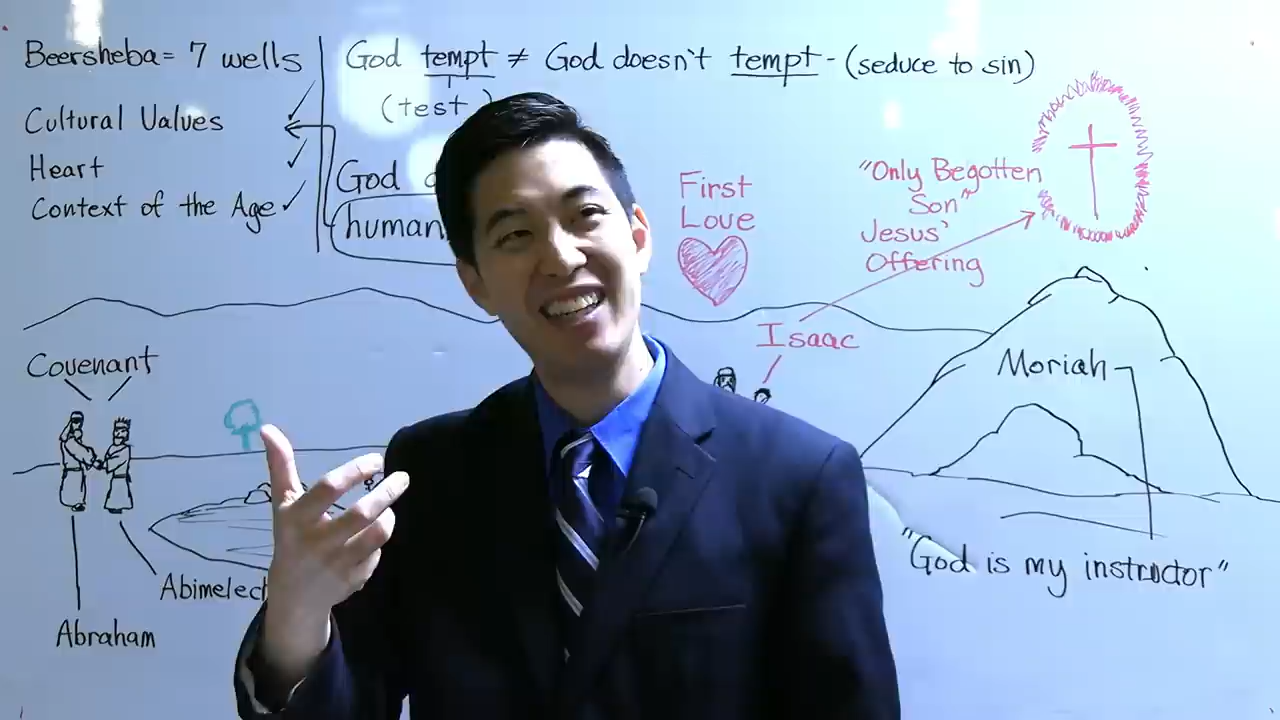 Beersheba = 7 wells
Cultural Values
Heart
Context of the Age
God tempt ≠ God doesn't tempt - (seduce to sin)
(test )
God
human
First
Love
"Only Begotten
Son"
Jesus'
Offering
Isaac
Covenant
Moriah
Abimelech
Abraham
"God is my instructor"